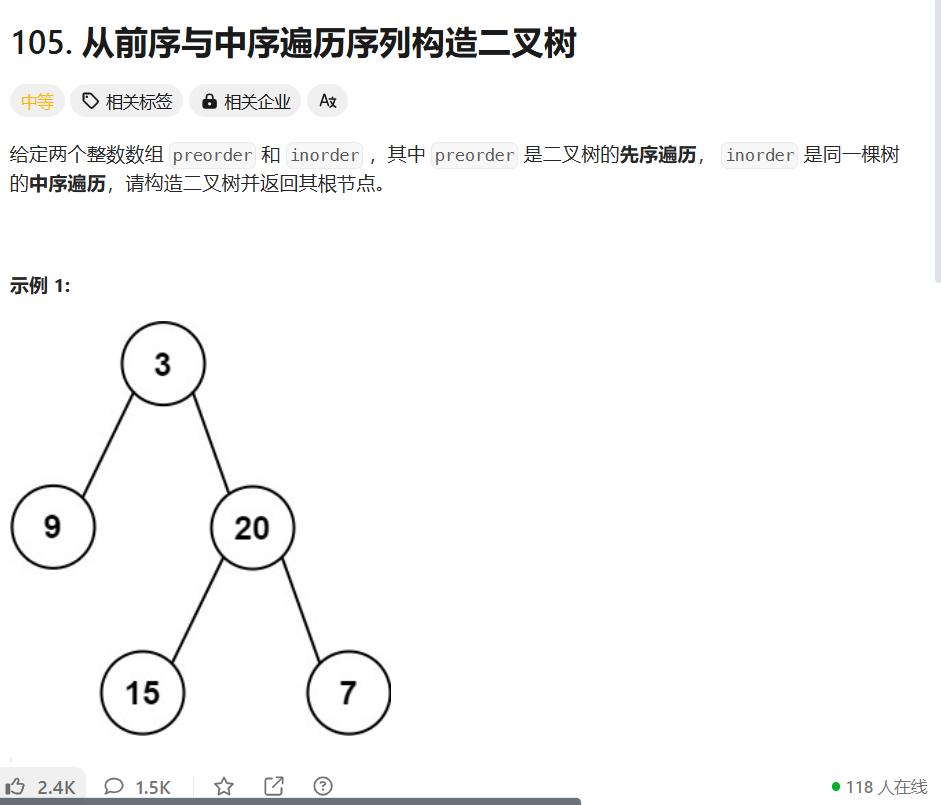 105. 从前序与中序遍历序列构造二叉树
中等 相关标签 相关企业 A文
给定两个整数数组 preorder 和 inorder ，其中 preorder 是二叉树的先序遍历， inorder 是同一棵树
的中序遍历，请构造二叉树并返回其根节点。
示例 1:
3
9 20
15 7
2.4K 1.5K 118 人在线